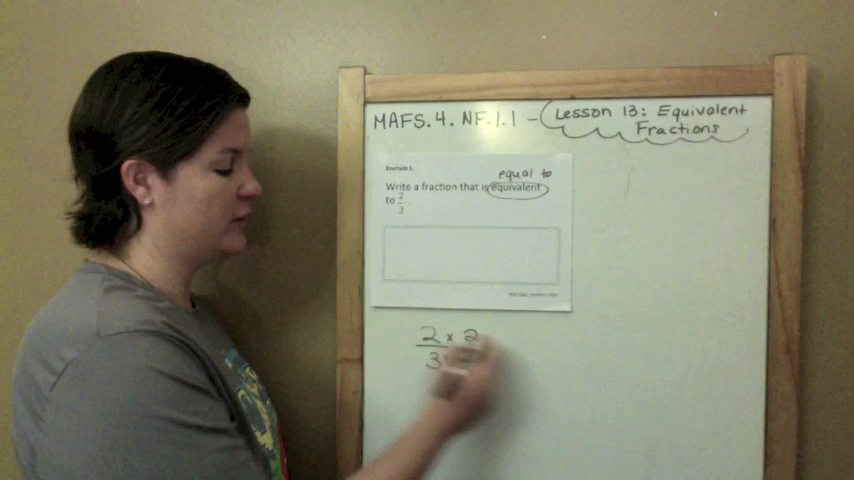 MAFS.4.NF.1.1 - Lesson 13: Equivalent
Fractions
Example 1:
equal to
Write a fraction that is equivalent
to 2/3
2 x 2
3